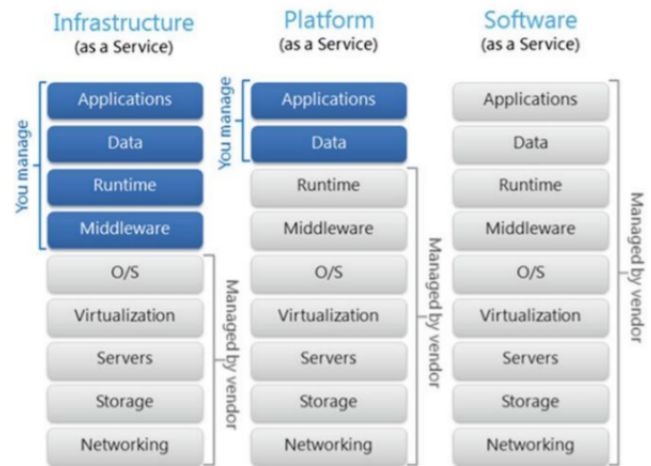 Infrastructure
(as a Service)
You manage
Applications
Data
Runtime
Middleware
O/S
Virtualization
Servers
Storage
Networking
Managed by vendor
Platform
(as a Service)
You manage
Applications
Data
Runtime
Middleware
O/S
Virtualization
Servers
Storage
Networking
Managed by vendor
Software
(as a Service)
Applications
Data
Runtime
Middleware
O/S
Virtualization
Servers
Storage
Networking
Managed by vendor